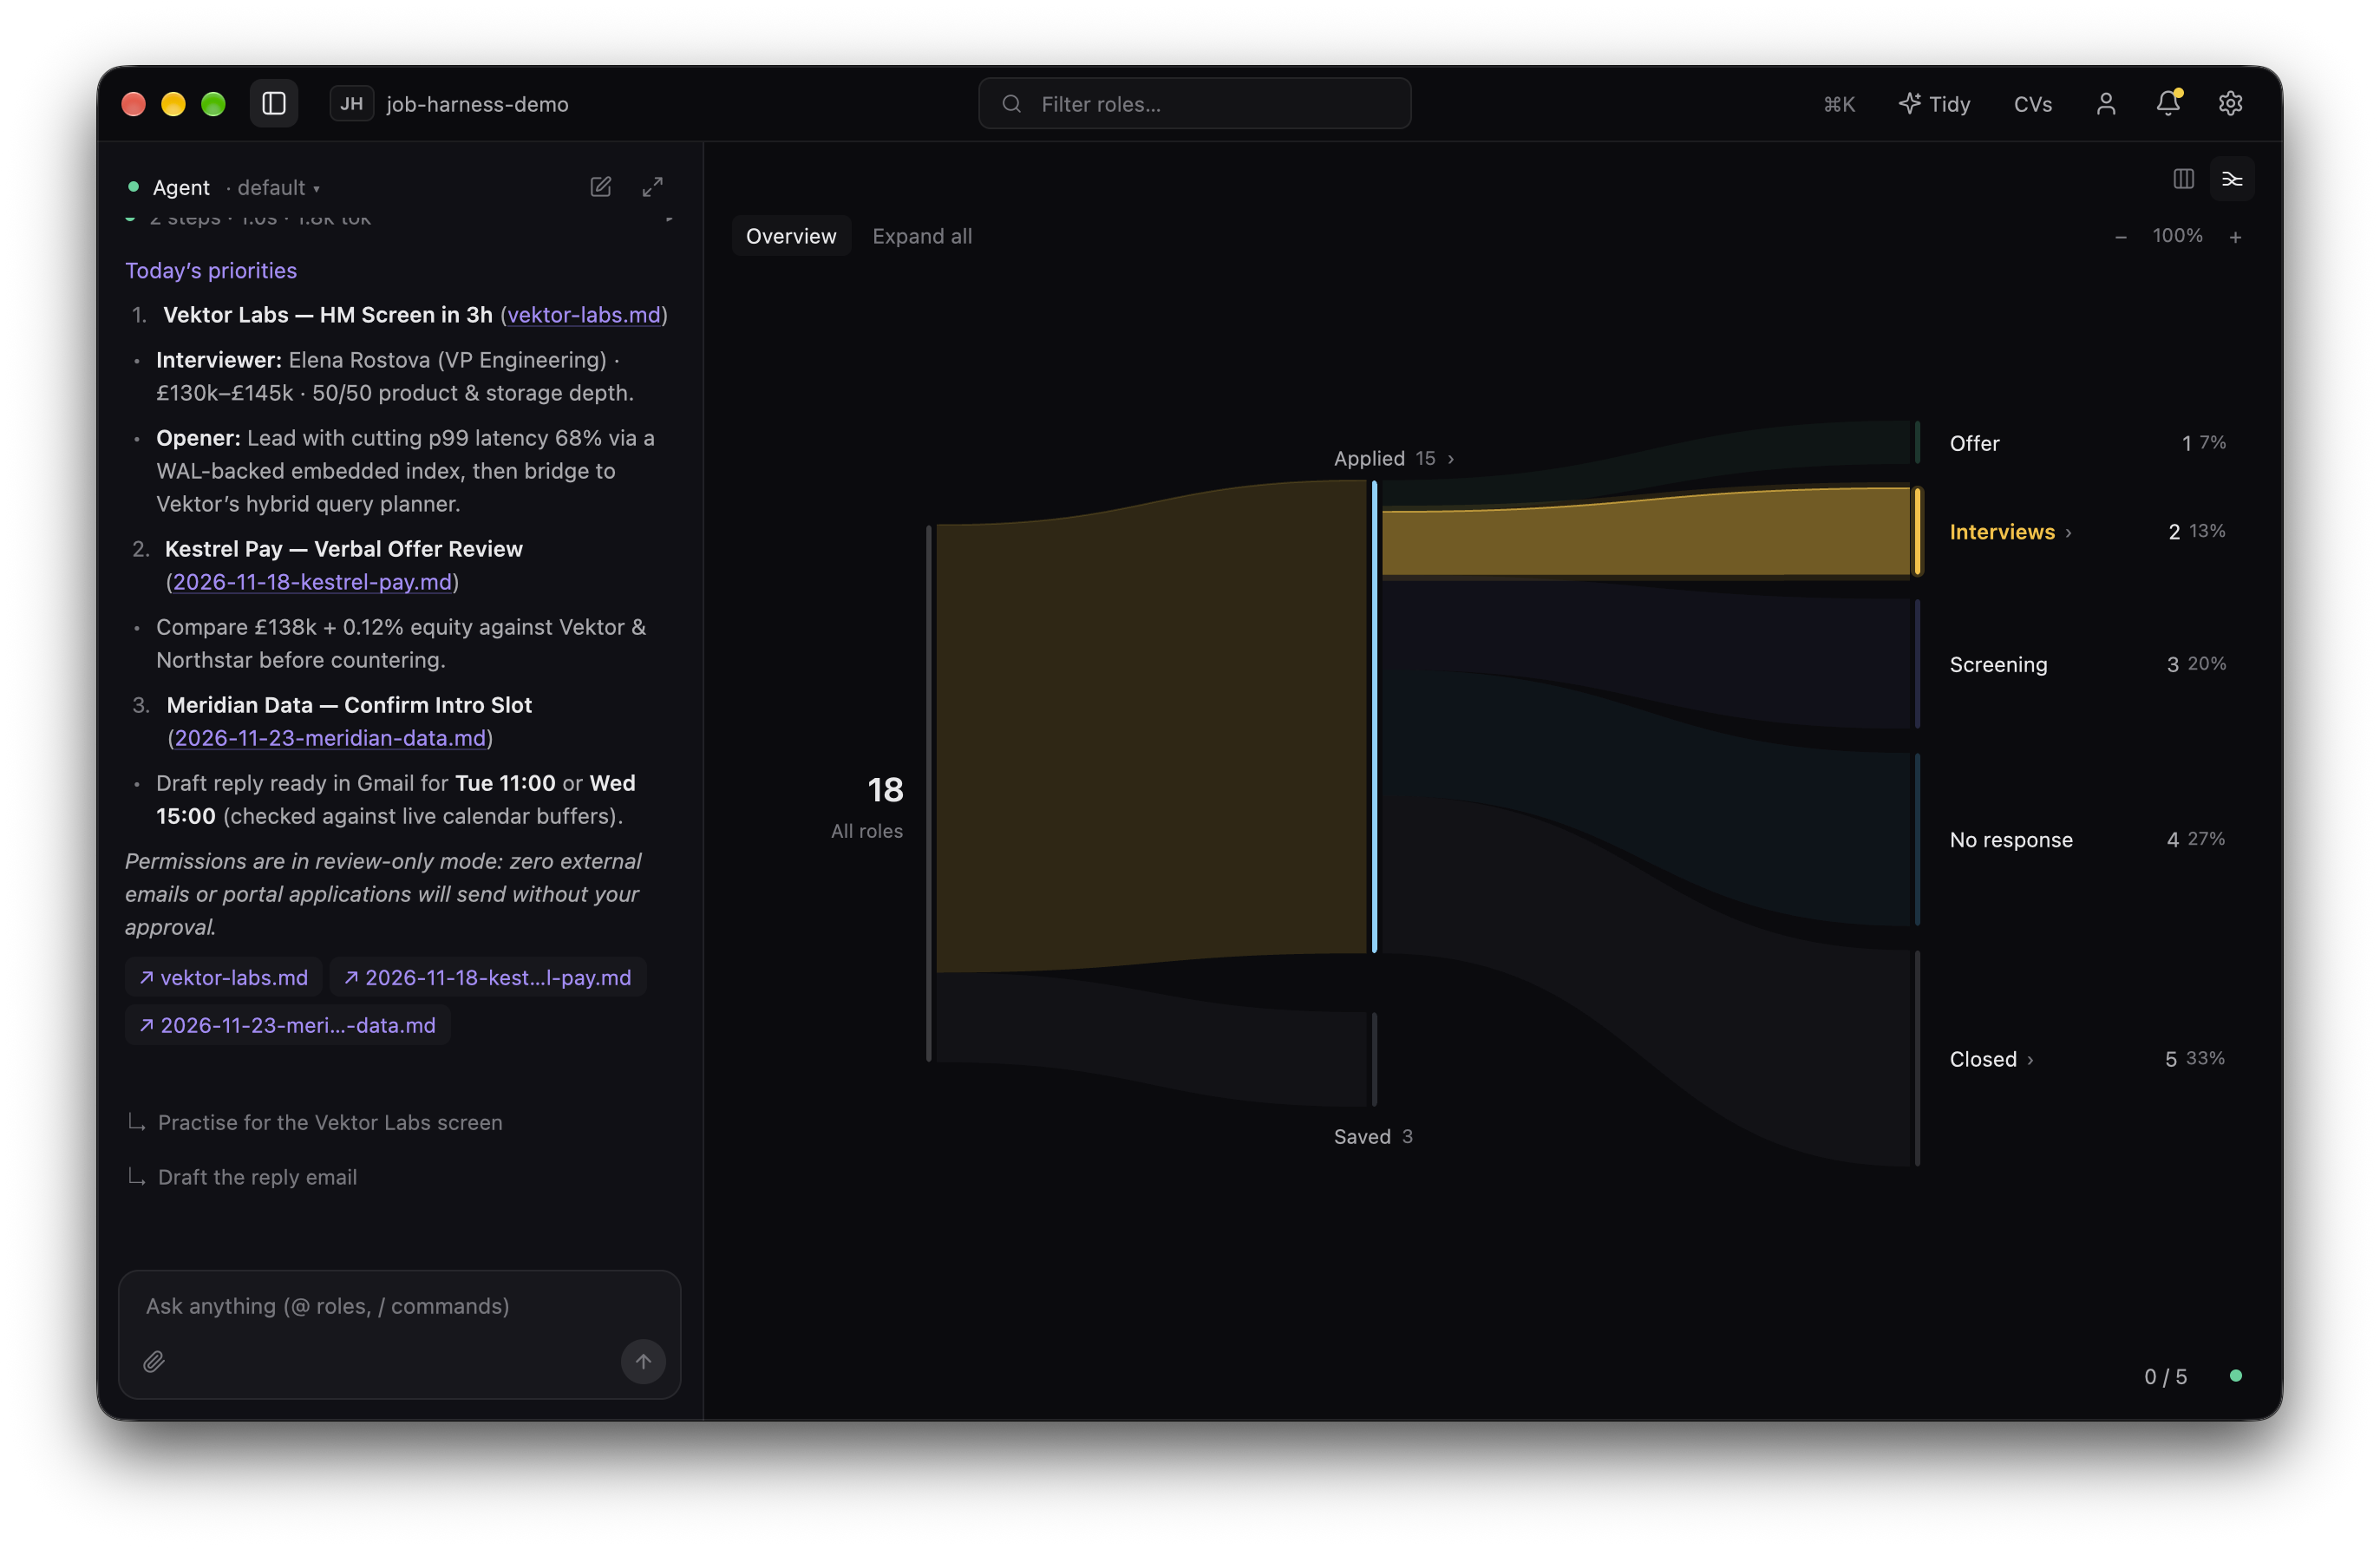 JH job-harness-demo
Filter roles...
⌘K
Tidy
CVs
Agent · default ▾
2 steps · 1.0s · 1.8k tok
Today’s priorities
1. Vektor Labs — HM Screen in 3h (vektor-labs.md)
• Interviewer: Elena Rostova (VP Engineering) ·
£130k–£145k · 50/50 product & storage depth.
• Opener: Lead with cutting p99 latency 68% via a
WAL-backed embedded index, then bridge to
Vektor’s hybrid query planner.
2. Kestrel Pay — Verbal Offer Review
(2026-11-18-kestrel-pay.md)
• Compare £138k + 0.12% equity against Vektor &
Northstar before countering.
3. Meridian Data — Confirm Intro Slot
(2026-11-23-meridian-data.md)
• Draft reply ready in Gmail for Tue 11:00 or Wed
15:00 (checked against live calendar buffers).
Permissions are in review-only mode: zero external
emails or portal applications will send without your
approval.
↗ vektor-labs.md ↗ 2026-11-18-kest...l-pay.md
↗ 2026-11-23-meri...-data.md
Practise for the Vektor Labs screen
Draft the reply email
Ask anything (@ roles, / commands)
Overview Expand all
− 100% +
18
All roles
Applied 15 ›
Saved 3
Offer 1 7%
Interviews › 2 13%
Screening 3 20%
No response 4 27%
Closed › 5 33%
0 / 5